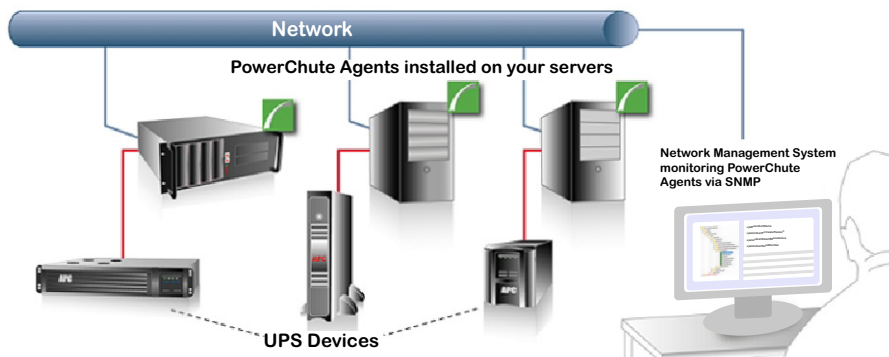 Network
PowerChute Agents installed on your servers
Network Management System
monitoring PowerChute
Agents via SNMP
APC
APC
APC
UPS Devices